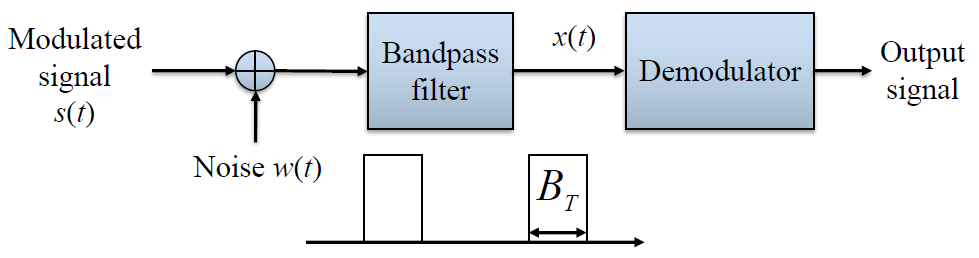 Modulated
signal
s(t)
Noise w(t)
Bandpass
filter
x(t)
Demodulator
Output
signal
B_T